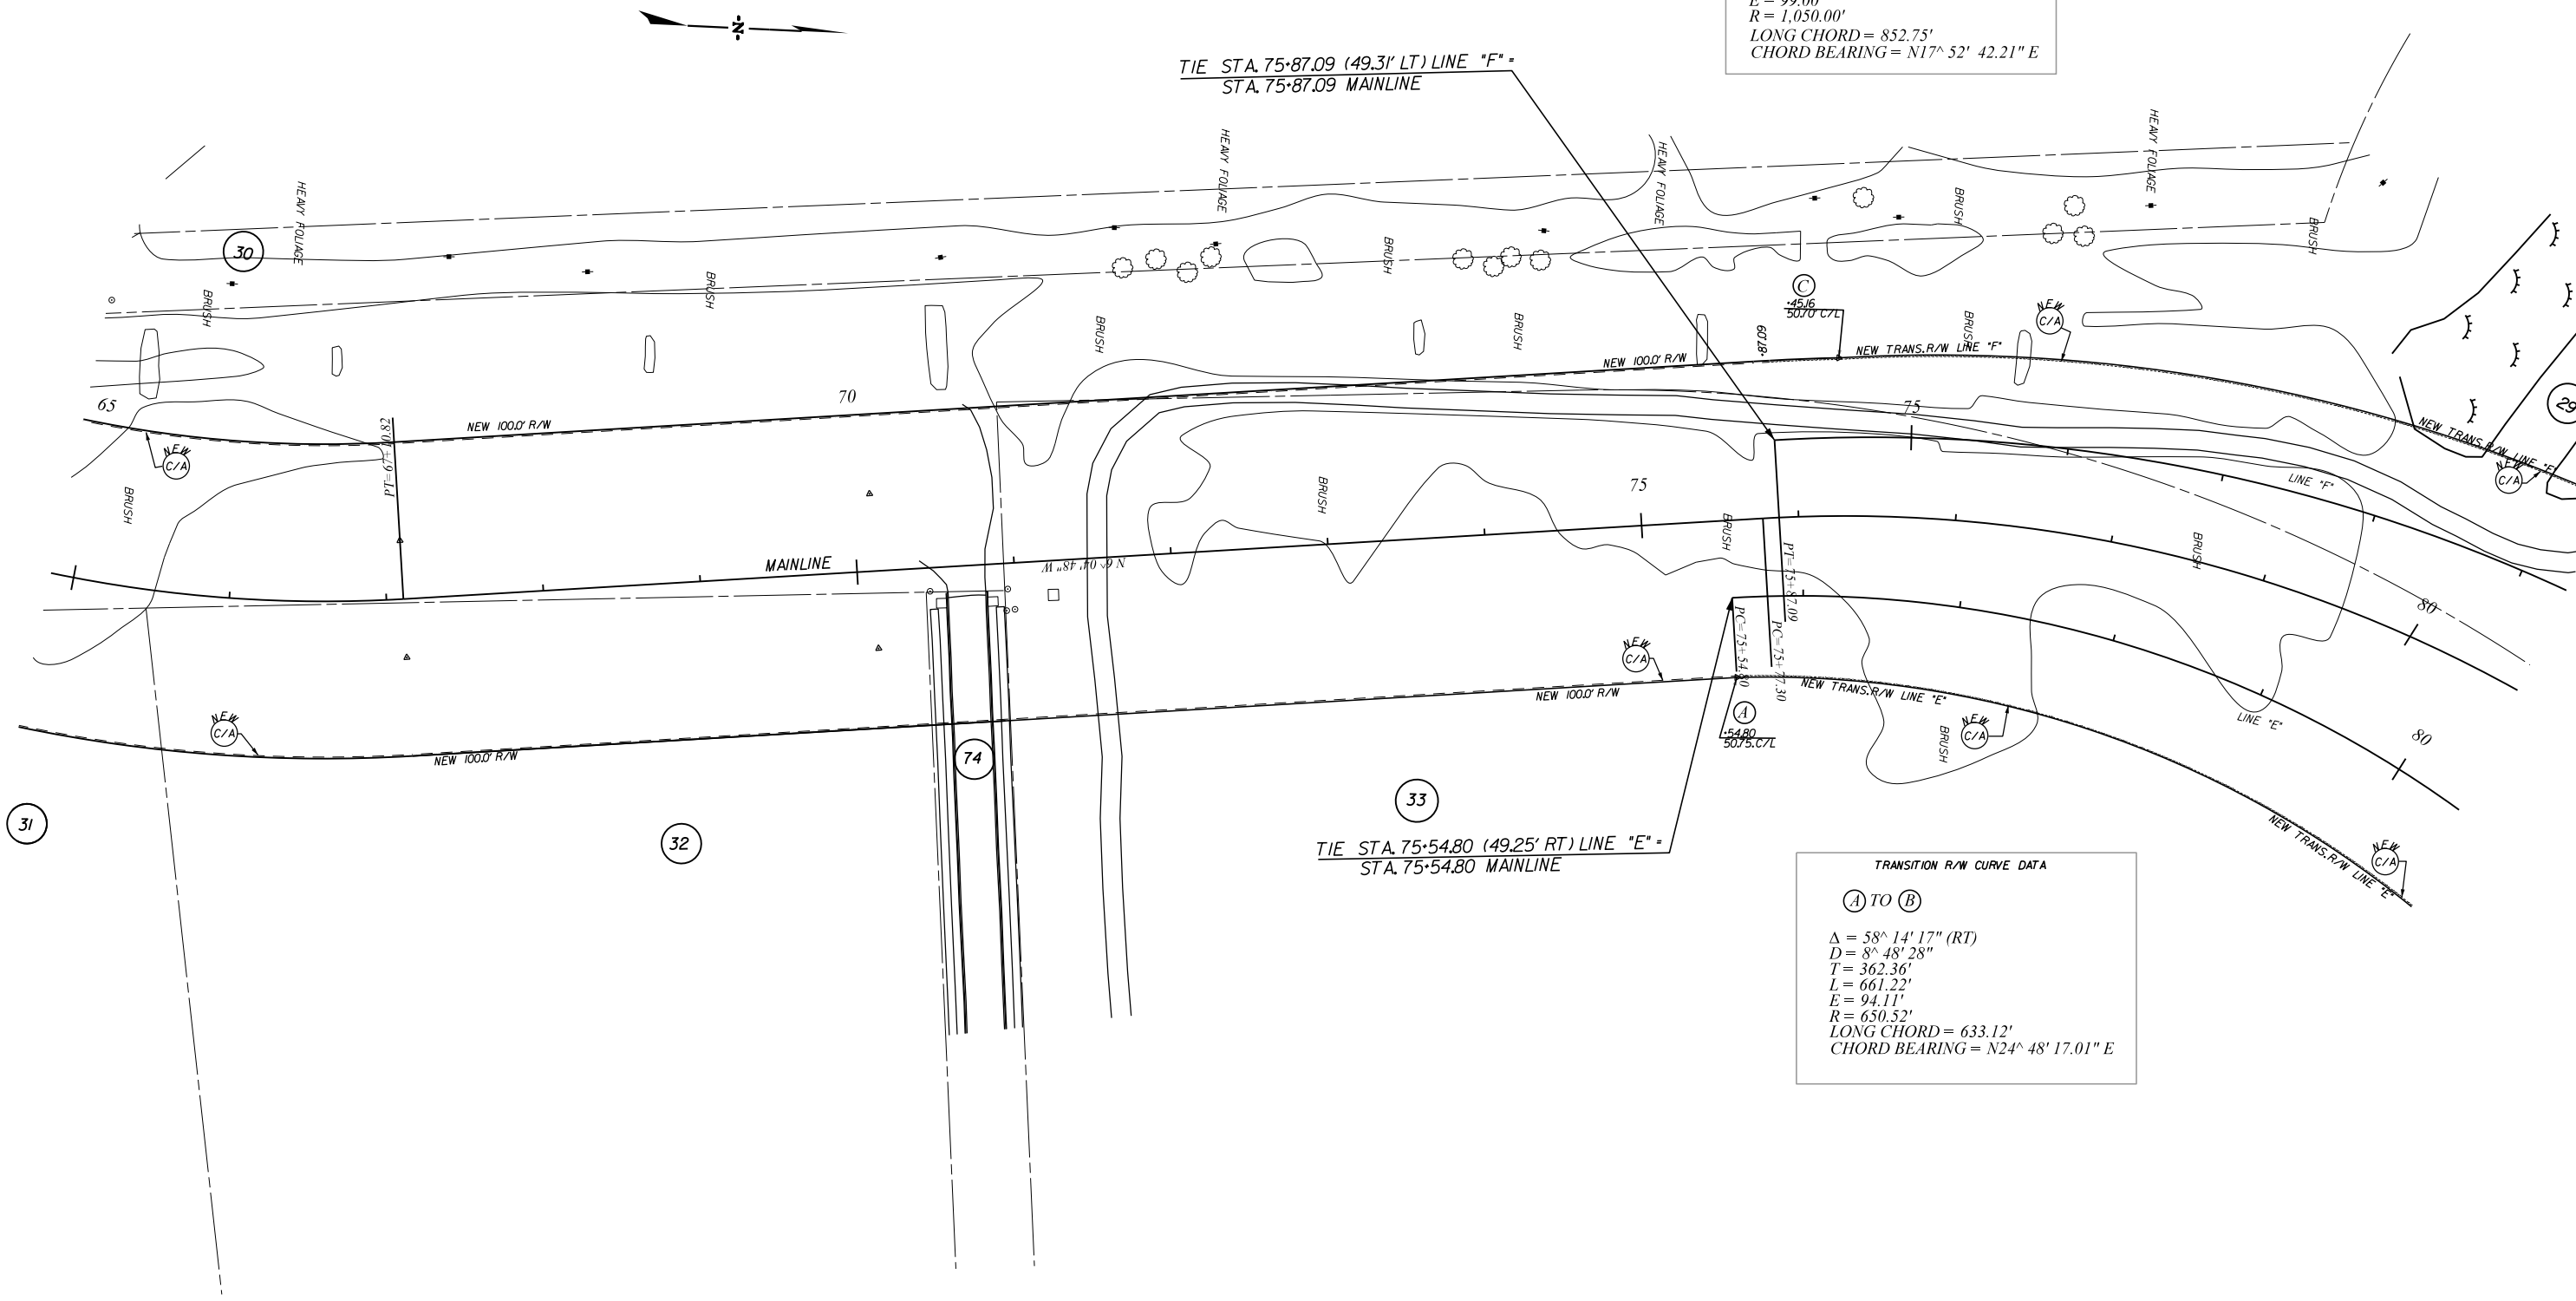 E = 99.00'
R = 1,050.00'
LONG CHORD = 852.75'
CHORD BEARING = N17^ 52' 42.21" E
N
TIE STA. 75+87.09 (49.31' LT) LINE "F" =
STA. 75+87.09 MAINLINE
HEAVY FOLIAGE
HEAVY FOLIAGE
HEAVY FOLIAGE
HEAVY FOLIAGE
30
BRUSH
BRUSH
BRUSH
BRUSH
BRUSH
BRUSH
BRUSH
BRUSH
C
+45.16
50.70' C/L
+87.09
NEW
C/A
NEW 100.0' R/W
NEW TRANS. R/W LINE "F"
65
70
75
29
NEW 100.0' R/W
NEW
C/A
PT=67+10.82
NEW TRANS. R/W LINE "F"
NEW
C/A
LINE "F"
BRUSH
BRUSH
75
BRUSH
BRUSH
MAINLINE
N 6^ 04' 48" W
PT=75+87.09
PC=75+54.80
PC=75+77.30
80
NEW
C/A
NEW 100.0' R/W
NEW TRANS. R/W LINE "E"
NEW
C/A
NEW 100.0' R/W
74
A
+54.80
50.75. C/L
NEW
C/A
BRUSH
LINE "E"
80
31
32
33
TIE STA. 75+54.80 (49.25' RT) LINE "E" =
STA. 75+54.80 MAINLINE
NEW TRANS. R/W LINE "E"
NEW
C/A
TRANSITION R/W CURVE DATA
A TO B
Δ = 58^ 14' 17" (RT)
D = 8^ 48' 28"
T = 362.36'
L = 661.22'
E = 94.11'
R = 650.52'
LONG CHORD = 633.12'
CHORD BEARING = N24^ 48' 17.01" E